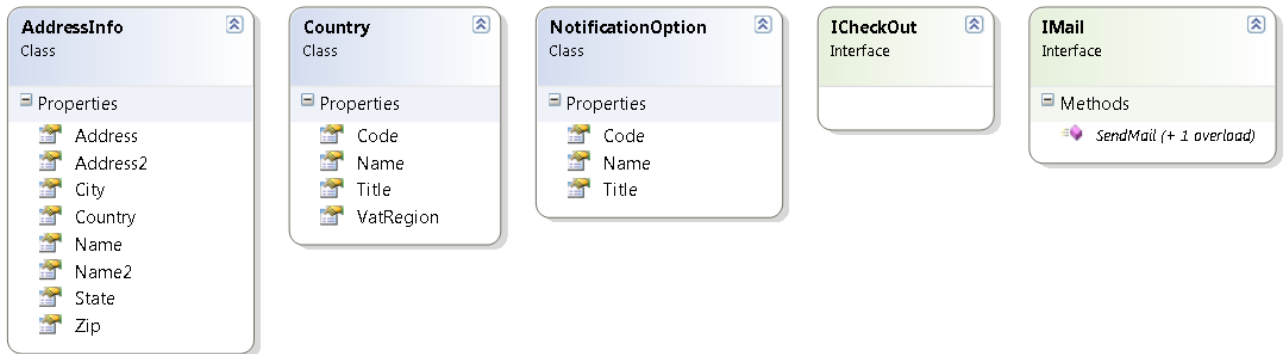 AddressInfo
Class
Properties
Address
Address2
City
Country
Name
Name2
State
Zip
Country
Class
Properties
Code
Name
Title
VatRegion
NotificationOption
Class
Properties
Code
Name
Title
ICheckOut
Interface
IMail
Interface
Methods
SendMail (+ 1 overload)